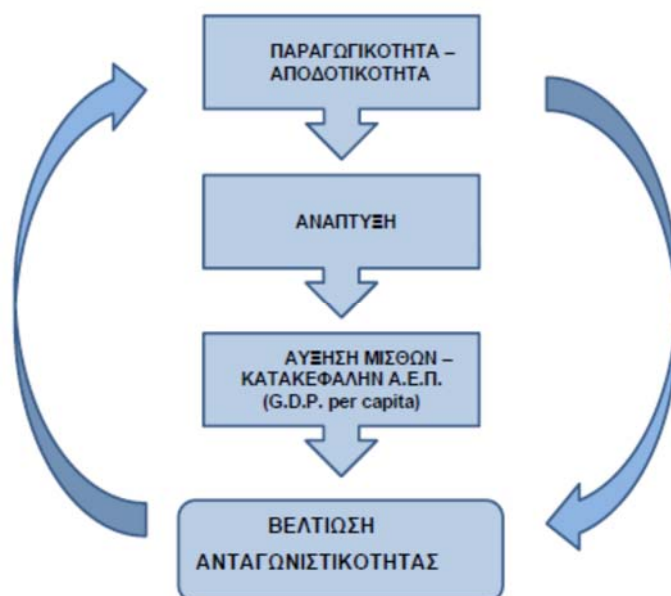 ΠΑΡΑΓΩΓΙΚΟΤΗΤΑ –
ΑΠΟΔΟΤΙΚΟΤΗΤΑ
ΑΝΑΠΤΥΞΗ
ΑΥΞΗΣΗ ΜΙΣΘΩΝ –
ΚΑΤΑΚΕΦΑΛΗΝ Α.Ε.Π.
(G.D.P. per capita)
ΒΕΛΤΙΩΣΗ
ΑΝΤΑΓΩΝΙΣΤΙΚΟΤΗΤΑΣ